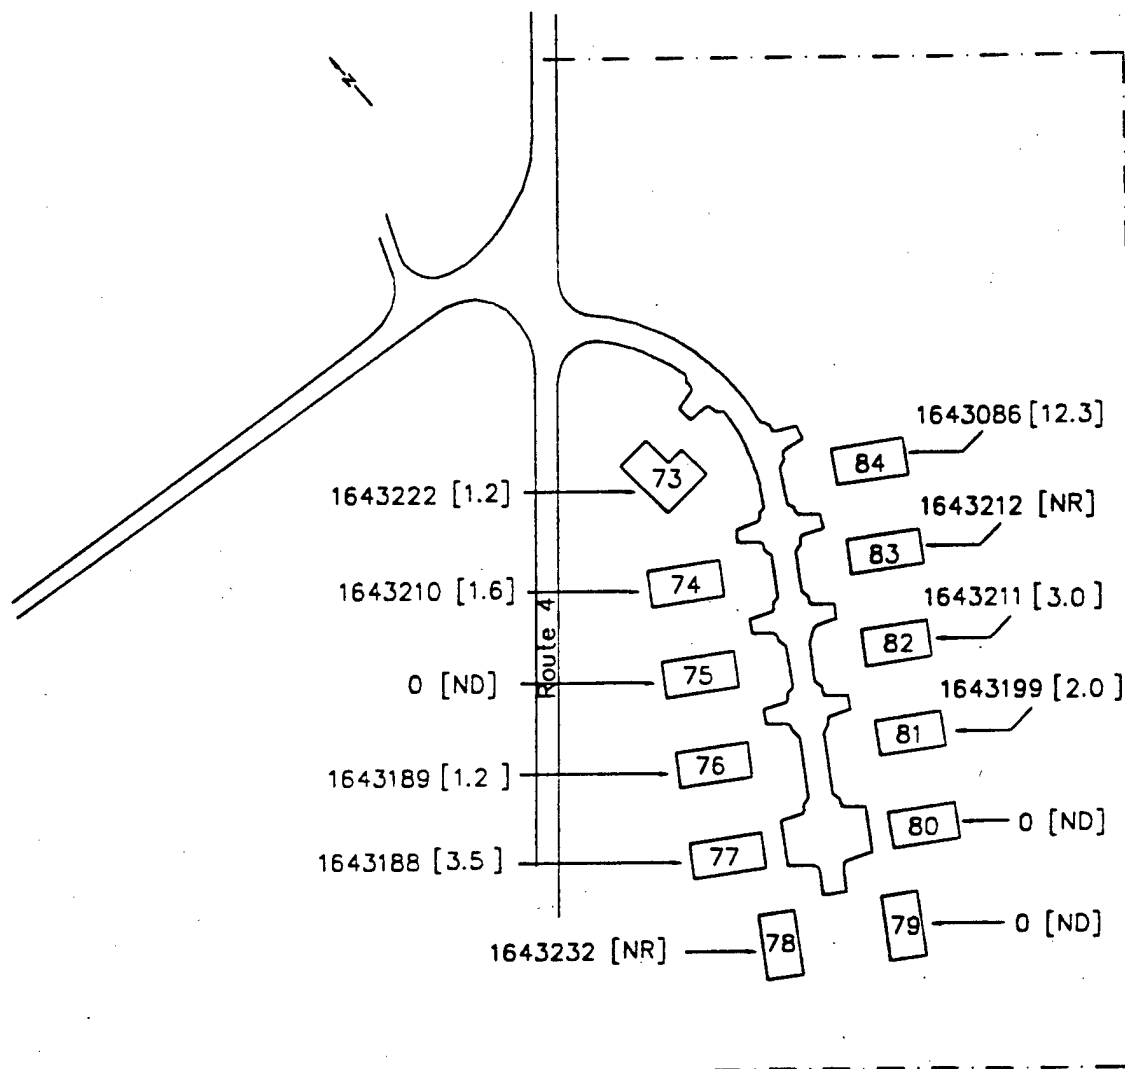 N
1643086 [12.3]
84
73
1643222 [1.2]
1643212 [NR]
83
74
1643210 [1.6]
1643211 [3.0 ]
82
Route 4
75
0 [ND]
1643199 [2.0 ]
81
76
1643189 [1.2 ]
80
0 [ND]
77
1643188 [3.5 ]
79
0 [ND]
78
1643232 [NR]